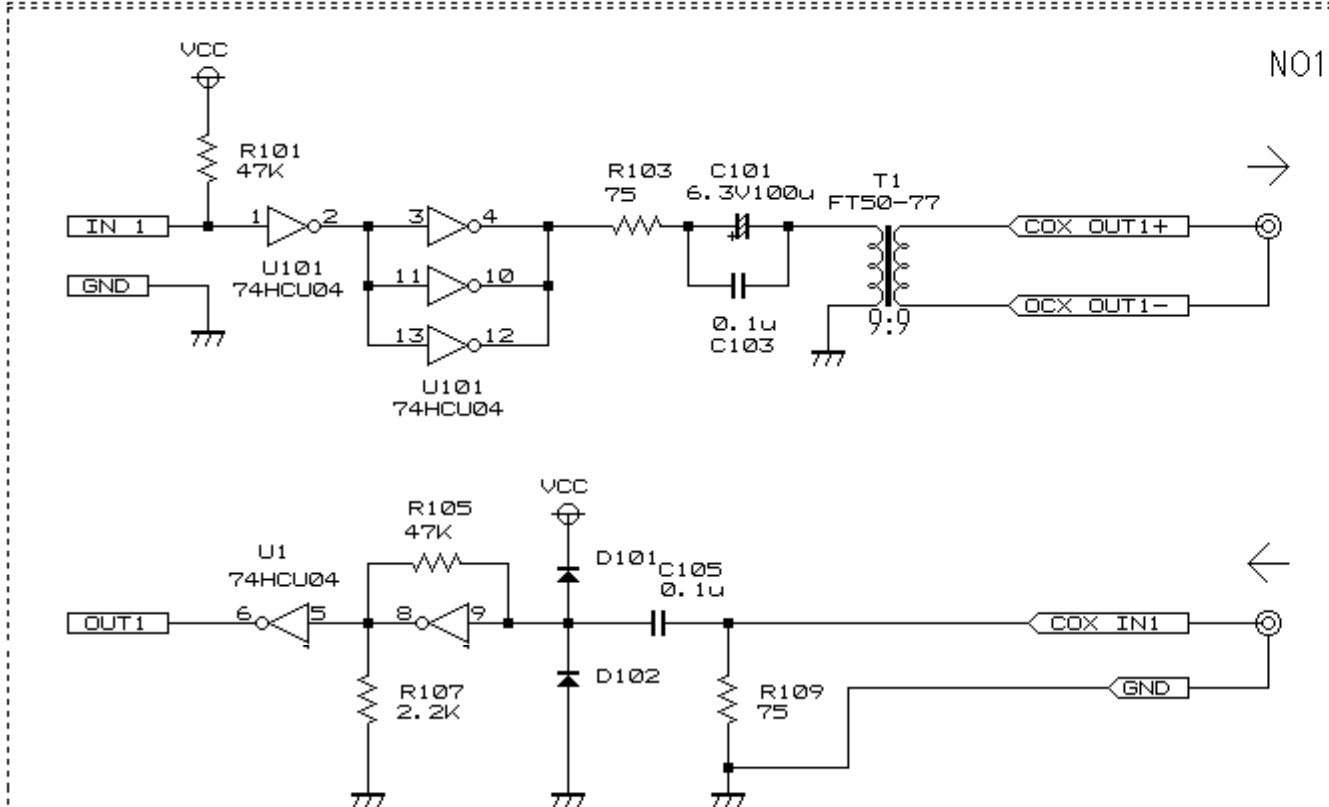 VCC
NO1
R101
47K
R103
75
C101
6.3V100u
T1
FT50-77
IN 1
1
2
3
4
COX OUT1+
U101
74HCU04
11
10
GND
OCX OUT1-
0.1u
C103
9:9
13
12
U101
74HCU04
VCC
R105
47K
U1
74HCU04
D101
C105
0.1u
OUT1
6
5
8
9
COX IN1
D102
R107
2.2K
R109
75
GND